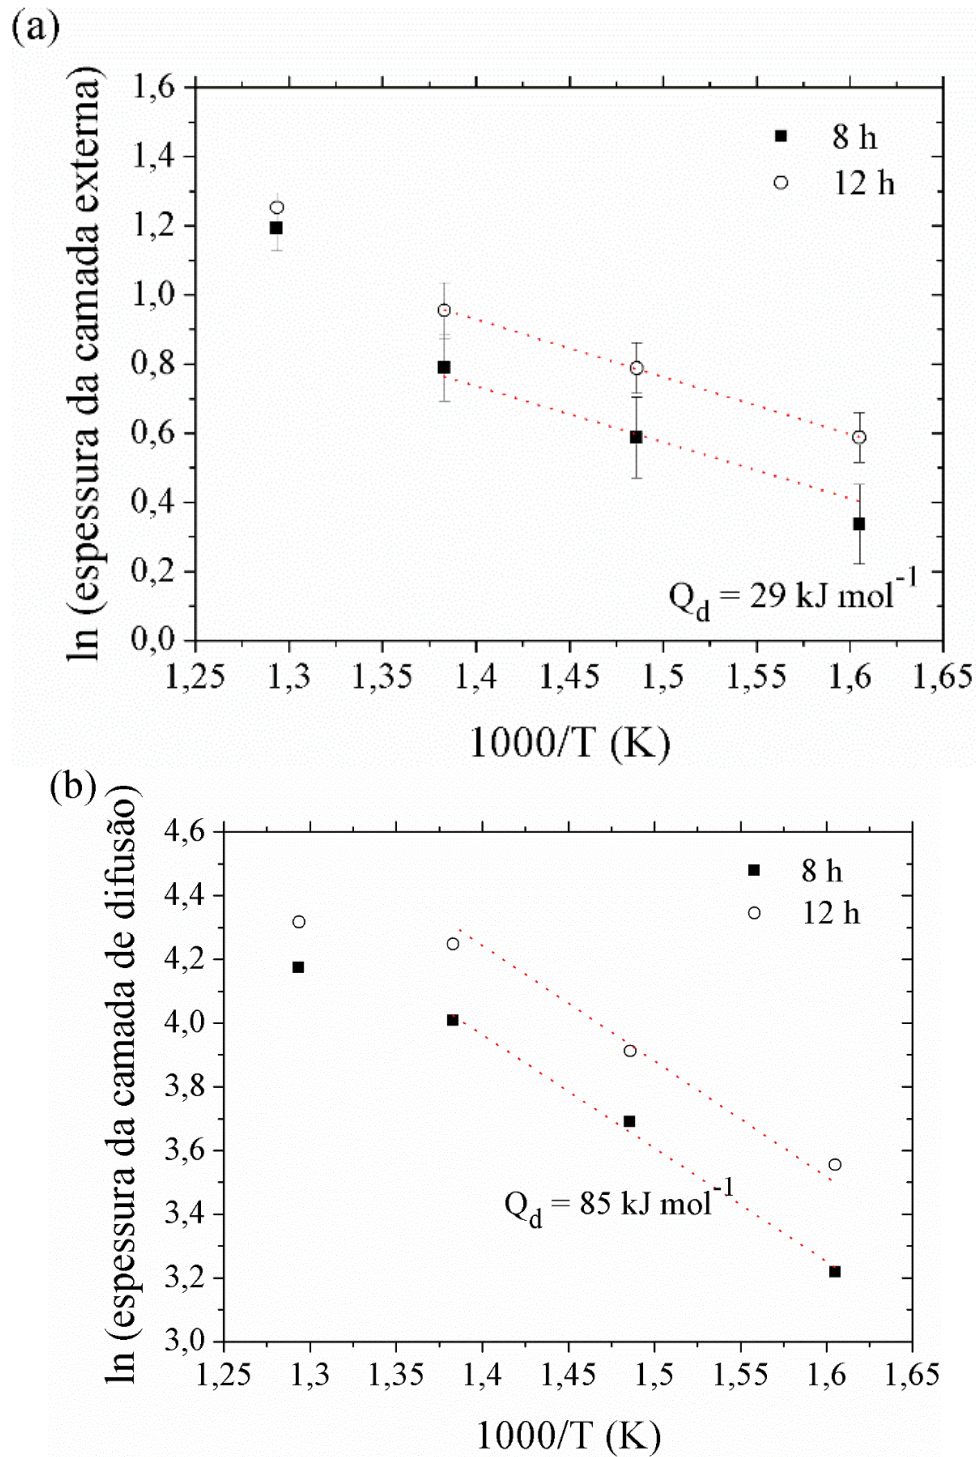 (a)
ln (espessura da camada externa)
1,6
1,4
1,2
1,0
0,8
0,6
0,4
0,2
0,0
8 h
12 h
Q_d = 29 kJ mol^-1
1,25 1,3 1,35 1,4 1,45 1,5 1,55 1,6 1,65
1000/T (K)
(b)
ln (espessura da camada de difusão)
4,6
4,4
4,2
4,0
3,8
3,6
3,4
3,2
3,0
8 h
12 h
Q_d = 85 kJ mol^-1
1,25 1,3 1,35 1,4 1,45 1,5 1,55 1,6 1,65
1000/T (K)